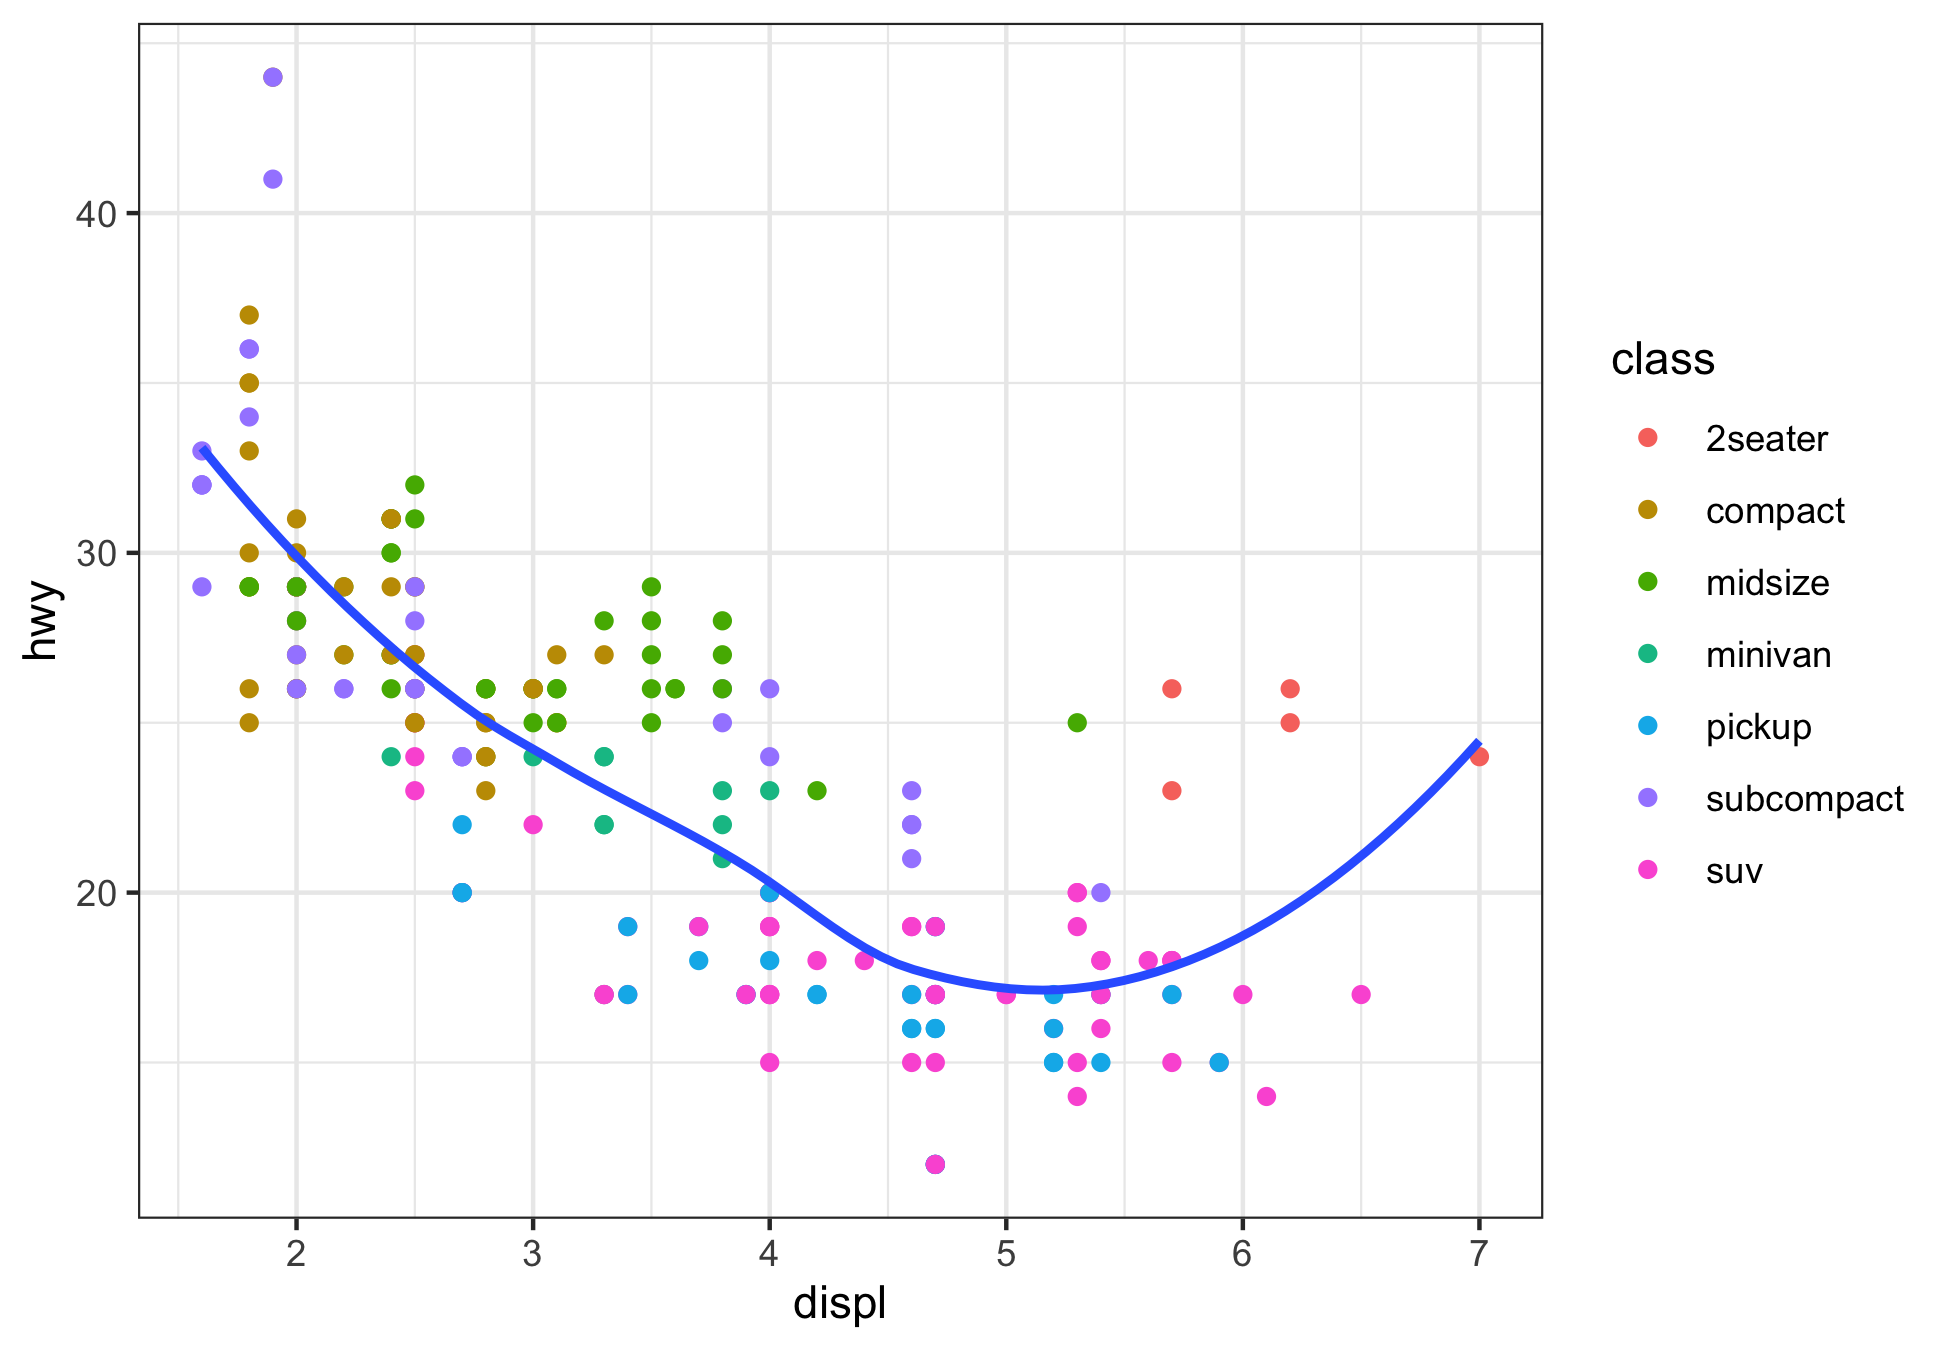 40
30
20
hwy
2 3 4 5 6 7
displ
class
2seater
compact
midsize
minivan
pickup
subcompact
suv